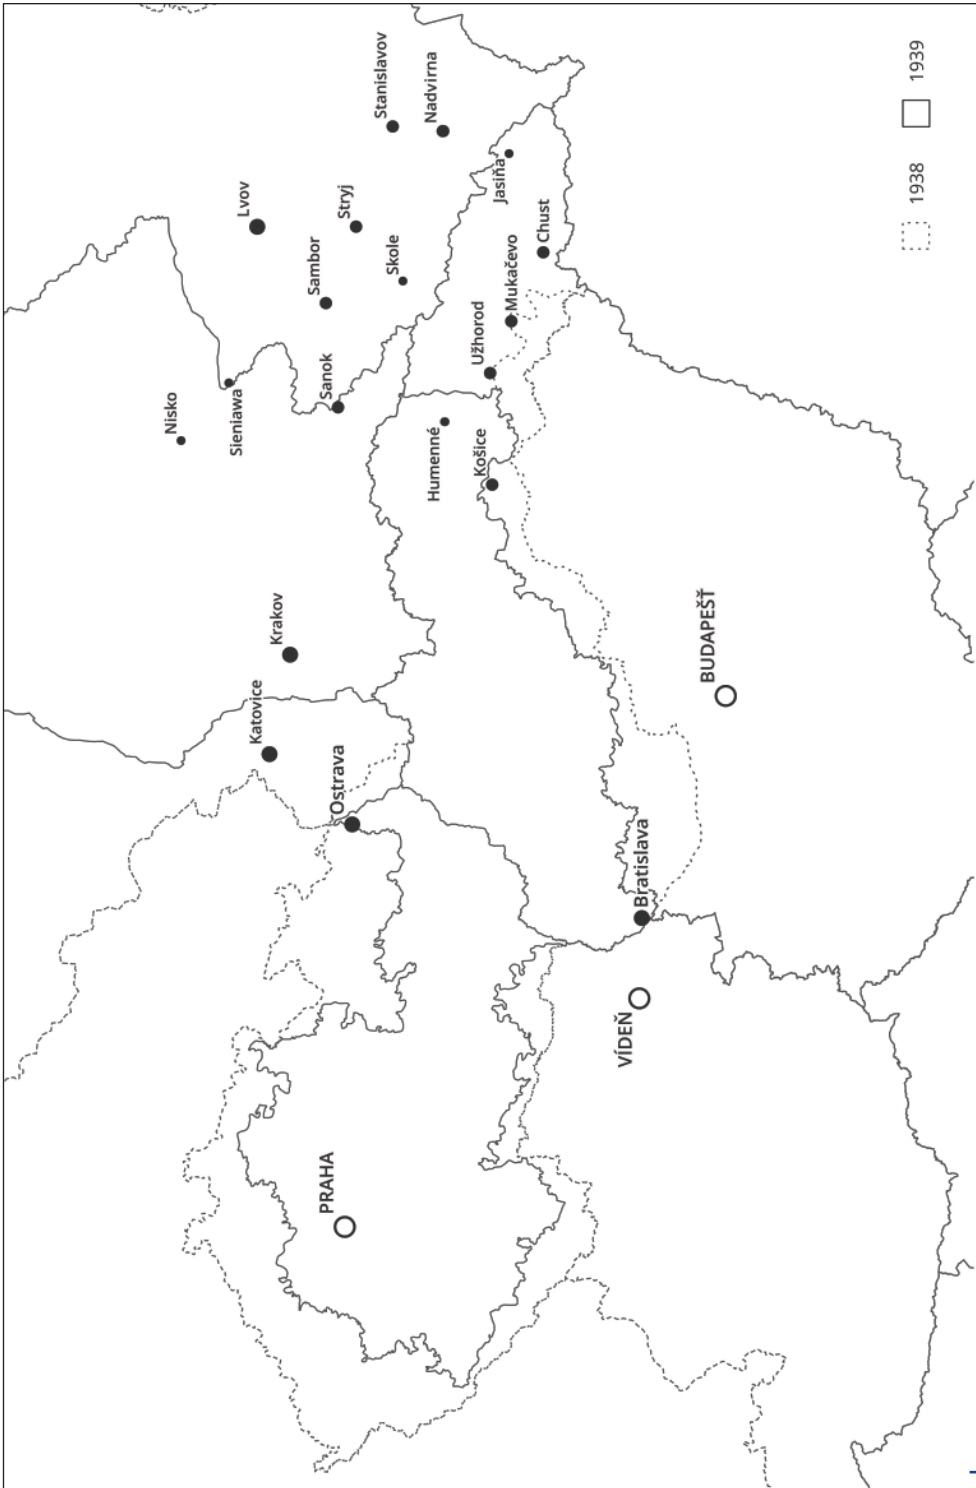 PRAHA
VÍDEŇ
Bratislava
Ostrava
Katovice
Krakov
BUDAPEŠŤ
Nisko
Sieniawa
Sanok
Humenné
Košice
Užhorod
Mukačevo
Lvov
Sambor
Stryj
Skole
Chust
Jasiňa
Stanislavov
Nadvirna
1938
1939